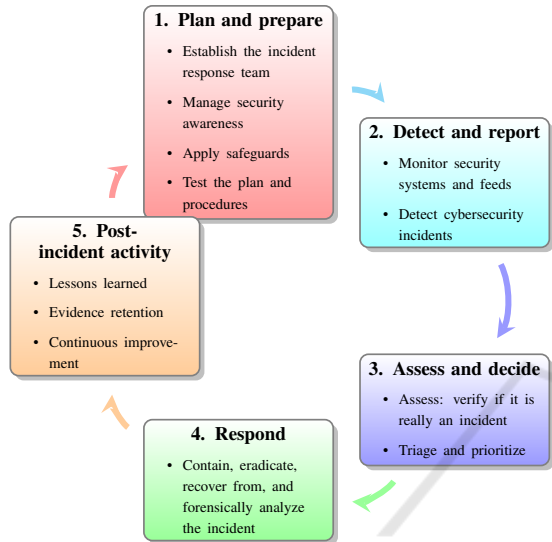 1. Plan and prepare
• Establish the incident
response team
• Manage security
awareness
• Apply safeguards
• Test the plan and
procedures
2. Detect and report
• Monitor security
systems and feeds
• Detect cybersecurity
incidents
3. Assess and decide
• Assess: verify if it is
really an incident
• Triage and prioritize
4. Respond
• Contain, eradicate,
recover from, and
forensically analyze
the incident
5. Post-
incident activity
• Lessons learned
• Evidence retention
• Continuous improve-
ment